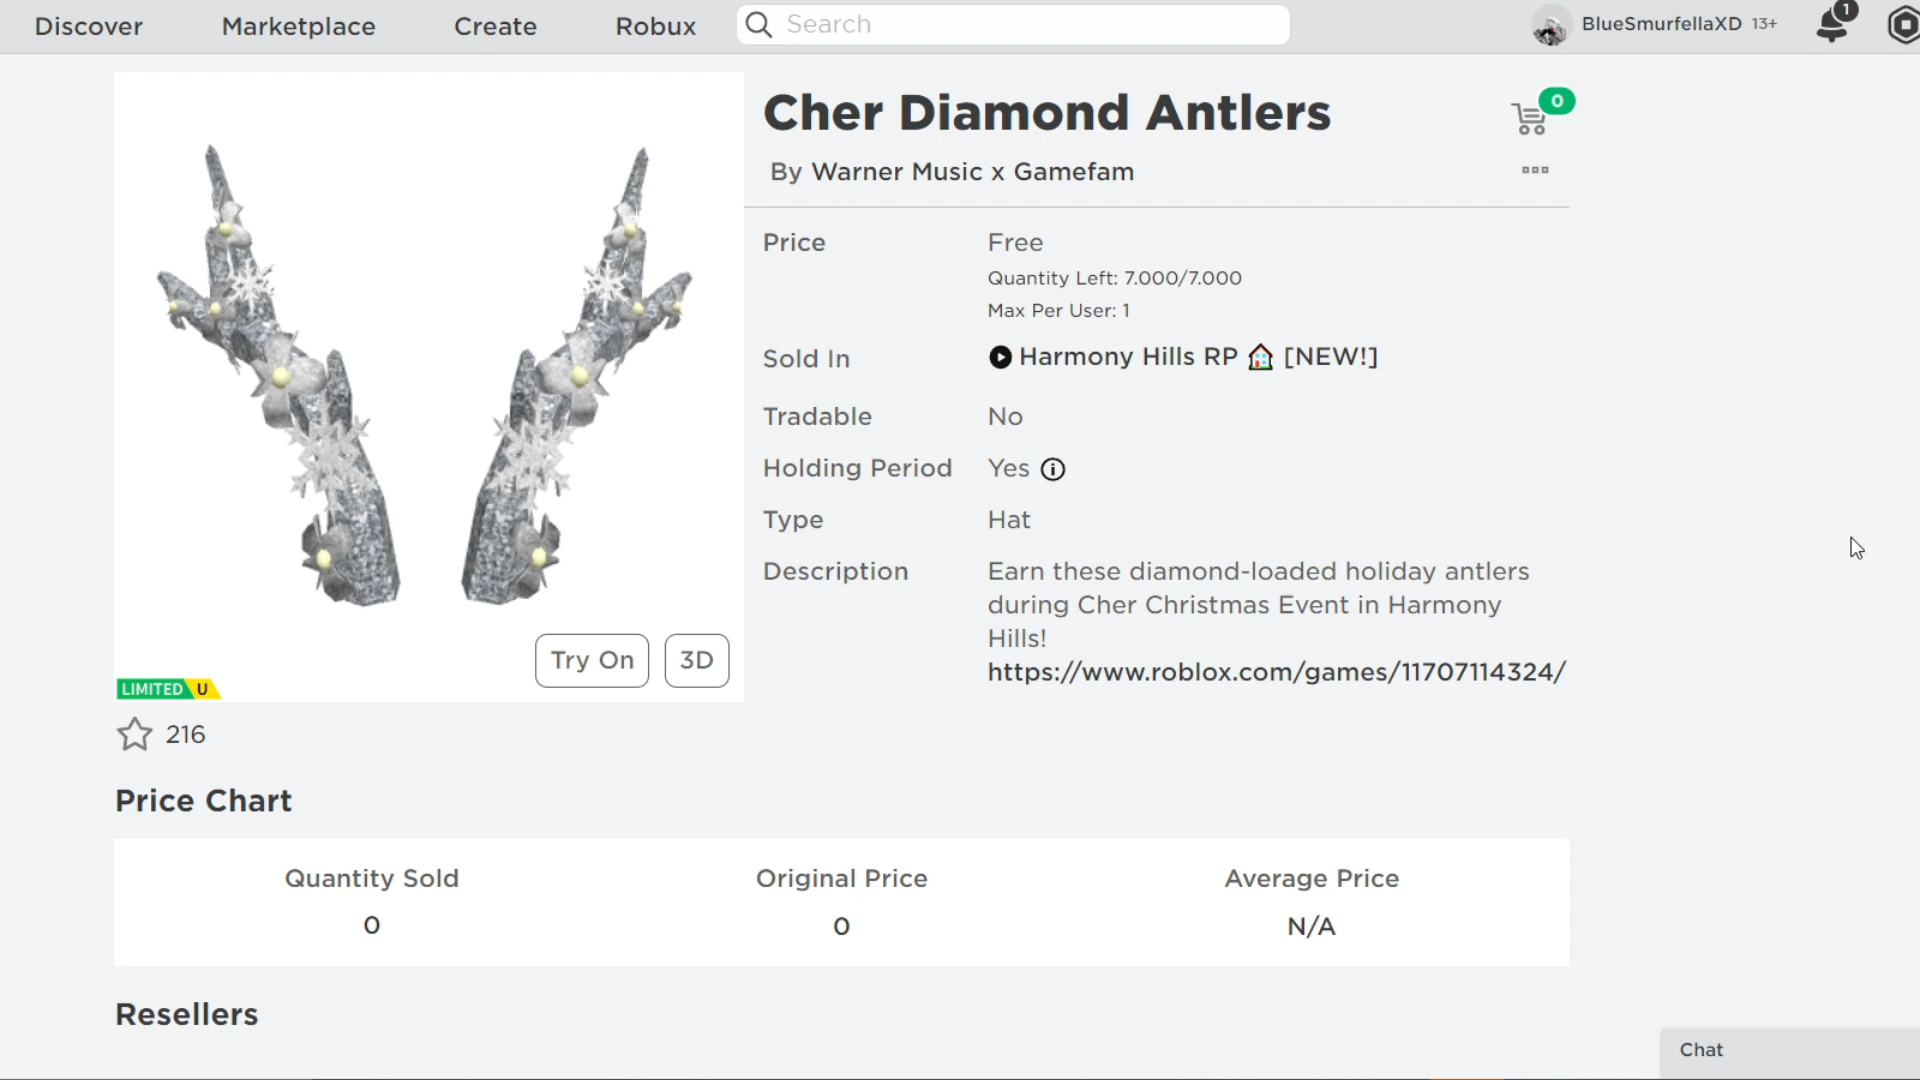 Discover Marketplace Create Robux Search BlueSmurfellaXD 13+ 1
Cher Diamond Antlers 0
By Warner Music x Gamefam
Price Free
Quantity Left: 7.000/7.000
Max Per User: 1
Sold In Harmony Hills RP 🏠 [NEW!]
Tradable No
Holding Period Yes
Type Hat
Description Earn these diamond-loaded holiday antlers
during Cher Christmas Event in Harmony
Hills!
https://www.roblox.com/games/11707114324/
Try On 3D
LIMITED U
216
Price Chart
Quantity Sold Original Price Average Price
0 0 N/A
Resellers
Chat